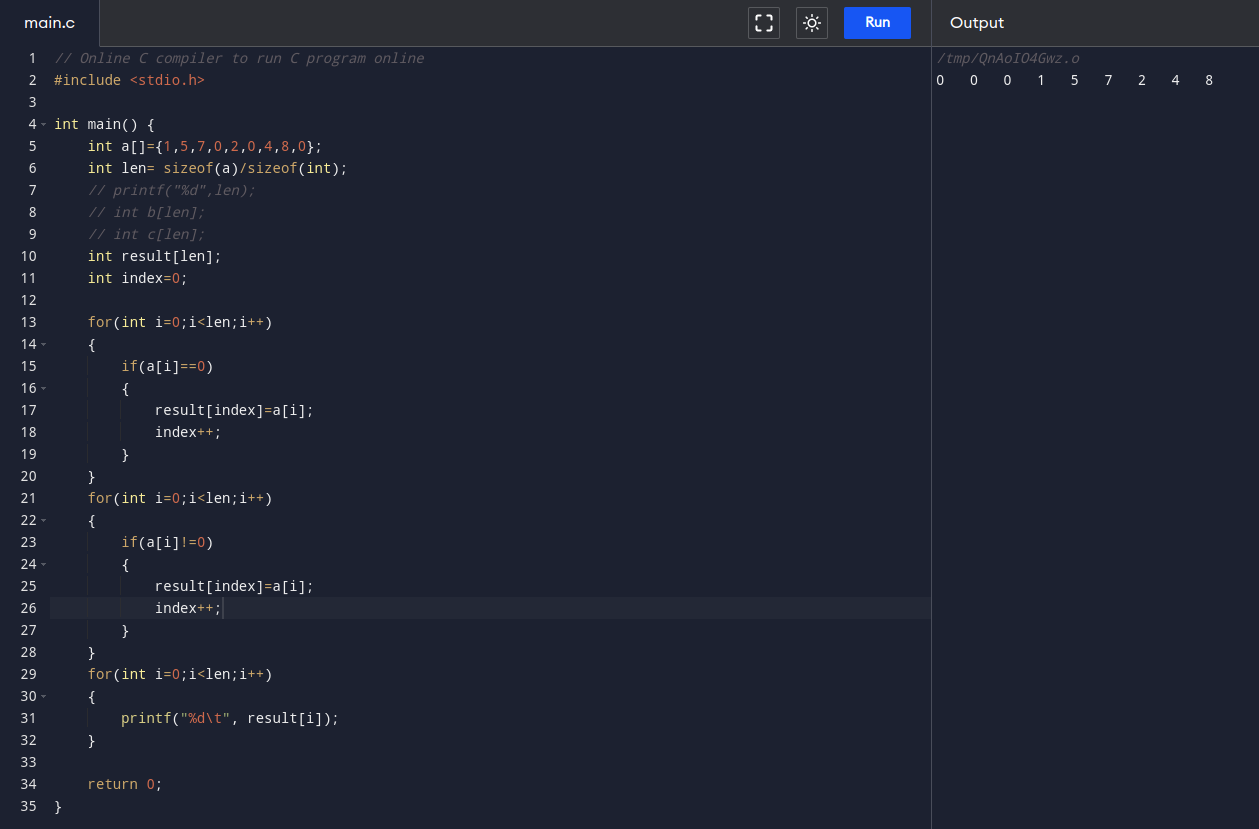 main.c
Run
Output
1 // Online C compiler to run C program online
2 #include <stdio.h>
3
4 int main() {
5     int a[]={1,5,7,0,2,0,4,8,0};
6     int len= sizeof(a)/sizeof(int);
7     // printf("%d",len);
8     // int b[len];
9     // int c[len];
10     int result[len];
11     int index=0;
12
13     for(int i=0;i<len;i++)
14     {
15         if(a[i]==0)
16         {
17             result[index]=a[i];
18             index++;
19         }
20     }
21     for(int i=0;i<len;i++)
22     {
23         if(a[i]!=0)
24         {
25             result[index]=a[i];
26             index++;
27         }
28     }
29     for(int i=0;i<len;i++)
30     {
31         printf("%d\t", result[i]);
32     }
33
34     return 0;
35 }
/tmp/QnAoIO4Gwz.o
0 0 0 1 5 7 2 4 8